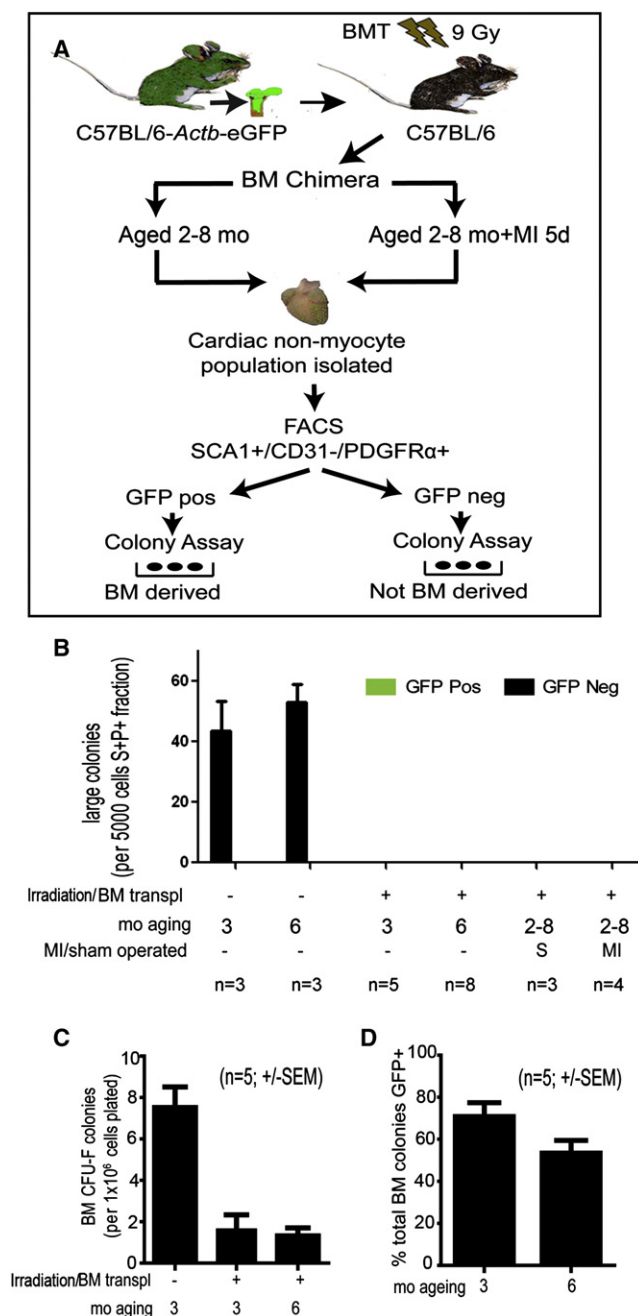 A
BMT 9 Gy
C57BL/6-Actb-eGFP
C57BL/6
BM Chimera
Aged 2-8 mo
Aged 2-8 mo+MI 5d
Cardiac non-myocyte
population isolated
FACS
SCA1+/CD31-/PDGFRα+
GFP pos
GFP neg
Colony Assay
Colony Assay
BM derived
Not BM derived
B
large colonies
(per 5000 cells S+P+ fraction)
60
40
20
0
GFP Pos
GFP Neg
Irradiation/BM transpl - - + + + +
mo aging 3 6 3 6 2-8 2-8
MI/sham operated - - - - S MI
n=3 n=3 n=5 n=8 n=3 n=4
C
BM CFU-F colonies
(per 1x10⁶ cells plated)
10
8
6
4
2
0
(n=5; +/-SEM)
Irradiation/BM transpl - + +
mo aging 3 3 6
D
% total BM colonies GFP+
100
80
60
40
20
0
(n=5; +/-SEM)
mo ageing 3 6